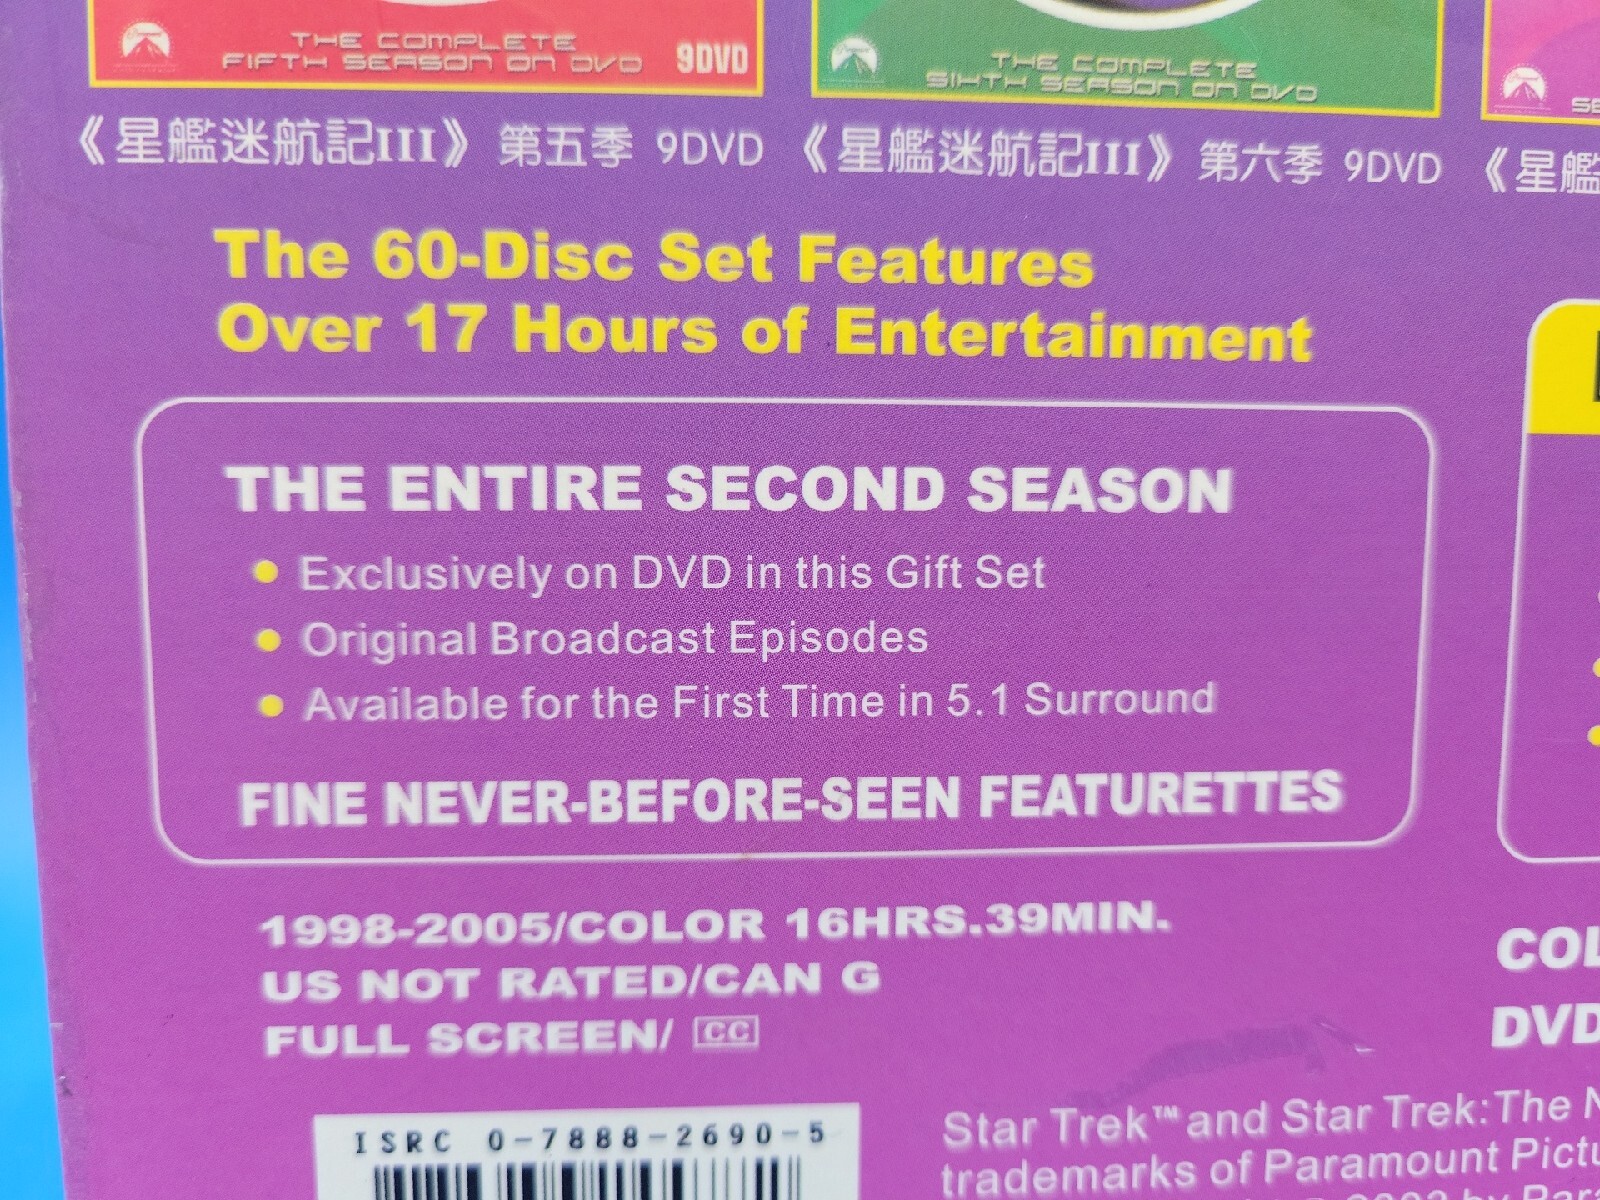 THE COMPLETE
FIFTH SEASON ON DVD
9DVD
THE COMPLETE
SIXTH SEASON ON DVD
《星艦迷航記III》 第五季 9DVD 《星艦迷航記III》 第六季 9DVD 《星艦
The 60-Disc Set Features
Over 17 Hours of Entertainment
THE ENTIRE SECOND SEASON
• Exclusively on DVD in this Gift Set
• Original Broadcast Episodes
• Available for the First Time in 5.1 Surround
FINE NEVER-BEFORE-SEEN FEATURETTES
1998-2005/COLOR 16HRS.39MIN.
US NOT RATED/CAN G
FULL SCREEN/ CC
COL
DVD
ISRC 0-7888-2690-5
Star Trek™ and Star Trek: The N
trademarks of Paramount Pictu